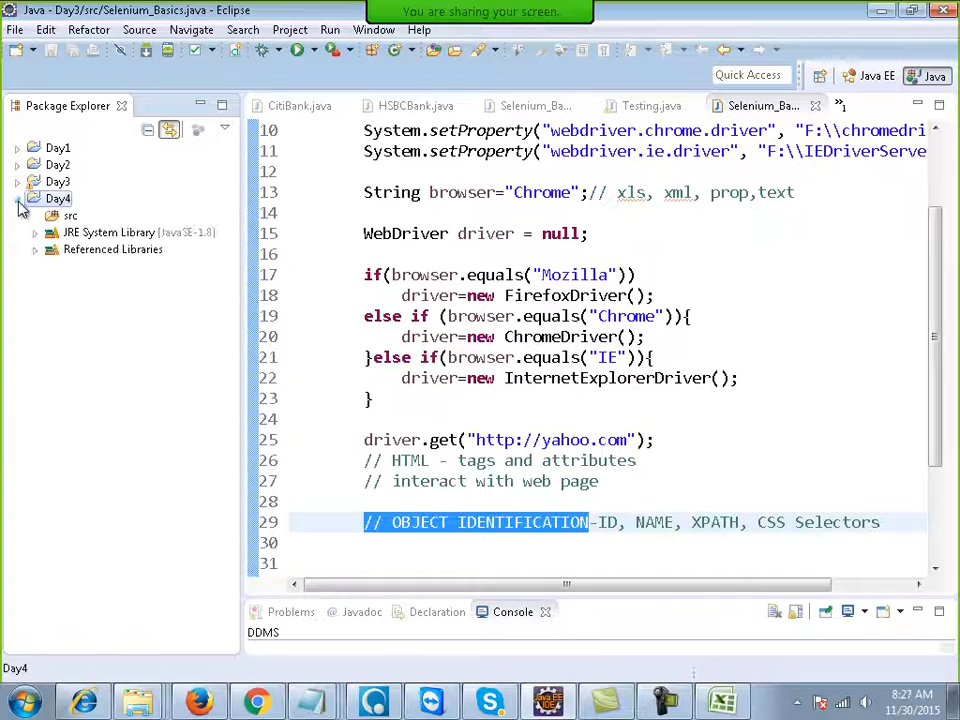 Java - Day3/src/Selenium_Basics.java - Eclipse
You are sharing your screen.
File Edit Refactor Source Navigate Search Project Run Window Help
Quick Access
Java EE
Java
Package Explorer
CitiBank.java
HSBCBank.java
Selenium_Ba...
Testing.java
Selenium_Ba...
Day1
Day2
Day3
Day4
src
JRE System Library [JavaSE-1.8]
Referenced Libraries
10 System.setProperty("webdriver.chrome.driver", "F:\\chromedri
11 System.setProperty("webdriver.ie.driver", "F:\\IEDriverServe
12
13 String browser="Chrome";// xls, xml, prop,text
14
15 WebDriver driver = null;
16
17 if(browser.equals("Mozilla"))
18 driver=new FirefoxDriver();
19 else if (browser.equals("Chrome")){
20 driver=new ChromeDriver();
21 }else if(browser.equals("IE")){
22 driver=new InternetExplorerDriver();
23 }
24
25 driver.get("http://yahoo.com");
26 // HTML - tags and attributes
27 // interact with web page
28
29 // OBJECT IDENTIFICATION-ID, NAME, XPATH, CSS Selectors
30
31
Problems
@ Javadoc
Declaration
Console
DDMS
Day4
8:27 AM
11/30/2015